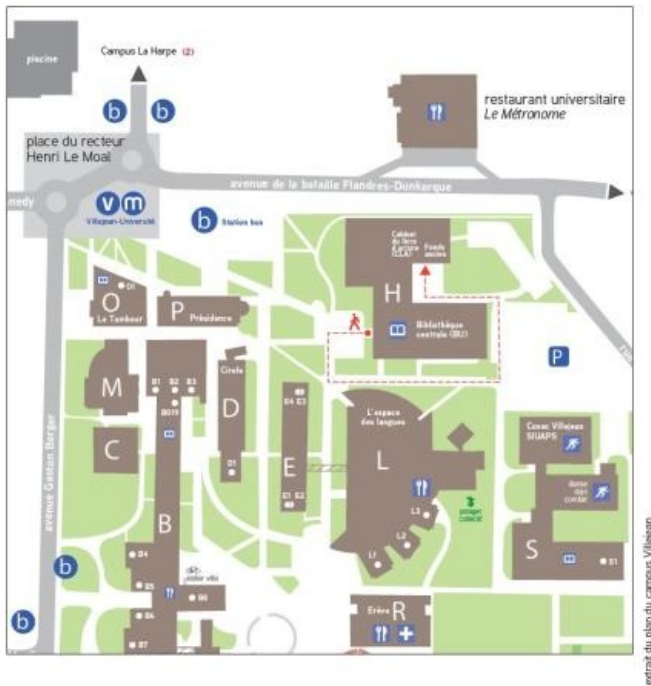 piscine
Campus La Harpe (2)
b
b
restaurant universitaire
Le Métronome
place du recteur
Henri Le Moal
avenue de la bataille Flandres-Dunkerque
nedy
v m
Villejean-Université
b
Station bus
Cabinet
du livre
d'artiste
(CLA)
Fonds
anciens
H
Bibliothèque
centrale (BU)
O
D1
Le Tambour
P
Présidence
P
M
B1 B2 B3
B019
Cirefe
D
D1
E4 E3
E
E1 E2
L'espace
des langues
L
L3
L2
L1
potager
collectif
Cosec Villejean
SIUAPS
danse
dojo
combat
S
S1
C
avenue Gaston Berger
B
B4
B5
B6
B7
B8
atelier vélo
b
b
Erève
R
extrait du plan du campus Villejean